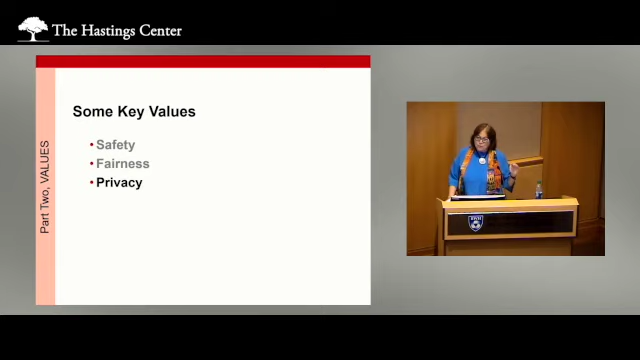 The Hastings Center
Some Key Values
• Safety
• Fairness
• Privacy
Part Two, VALUES